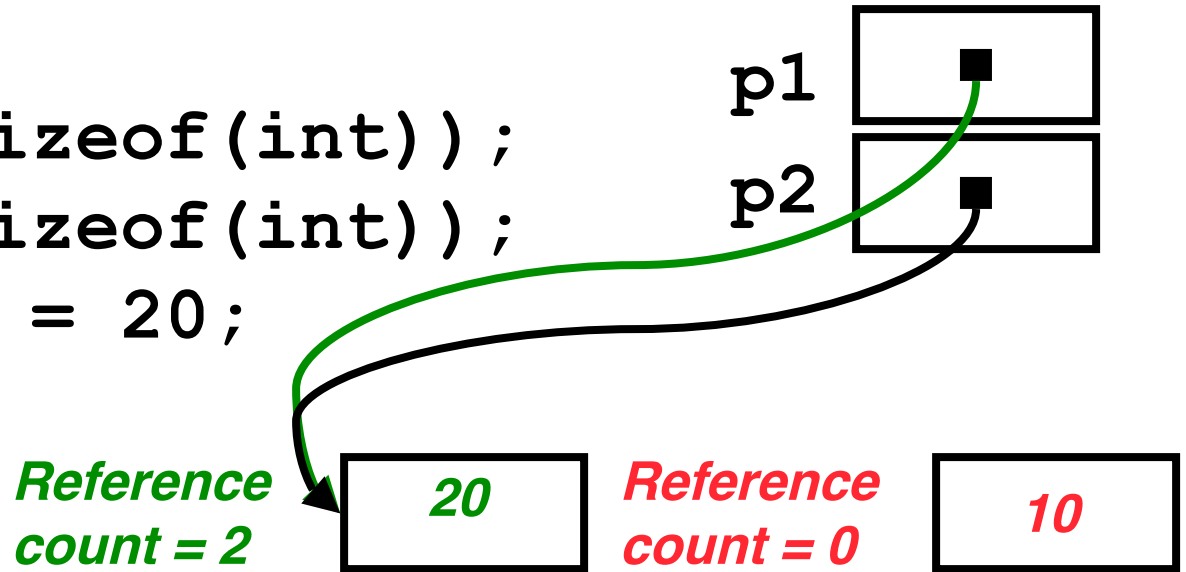 p1
izeof(int));
p2
izeof(int));
= 20;
Reference
count = 2
20
Reference
count = 0
10